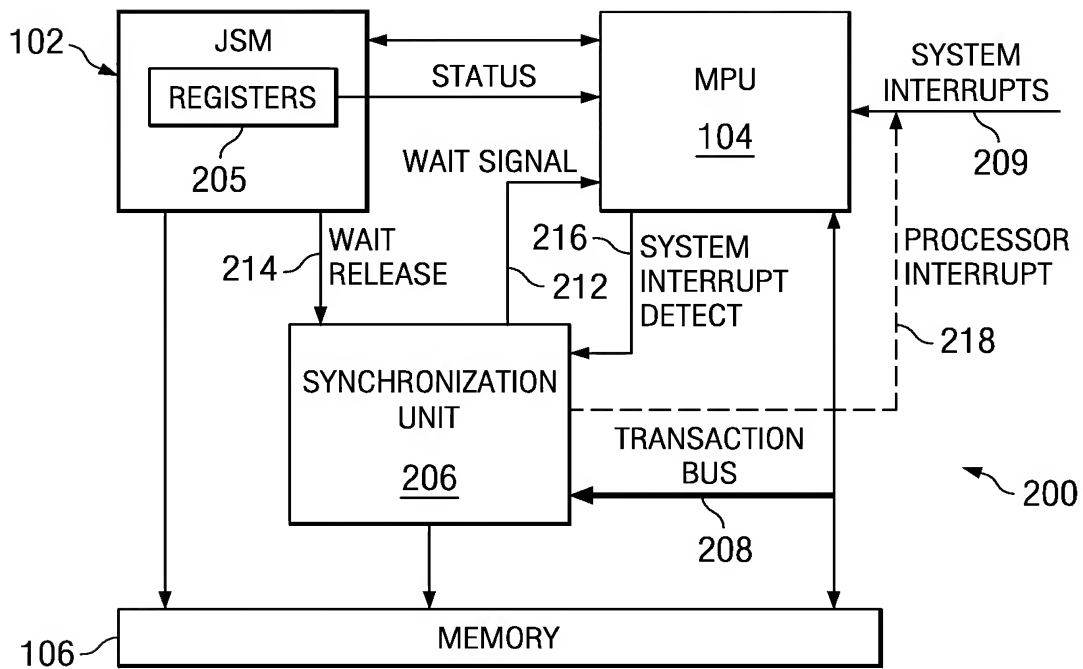 102
JSM
REGISTERS
205
STATUS
MPU
104
SYSTEM
INTERRUPTS
209
WAIT SIGNAL
214
WAIT
RELEASE
212
216
SYSTEM
INTERRUPT
DETECT
PROCESSOR
INTERRUPT
218
SYNCHRONIZATION
UNIT
206
TRANSACTION
BUS
208
200
106
MEMORY